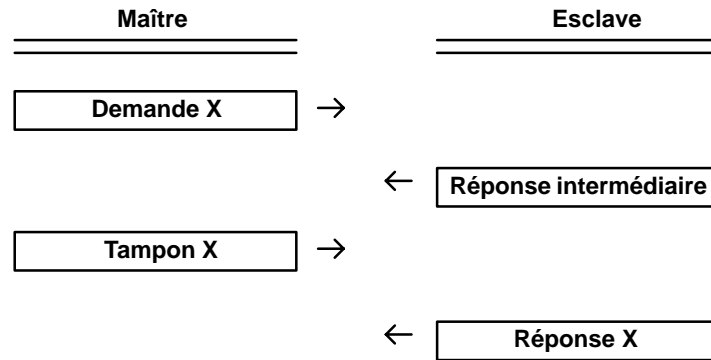 Maître
Esclave
Demande X
Réponse intermédiaire
Tampon X
Réponse X